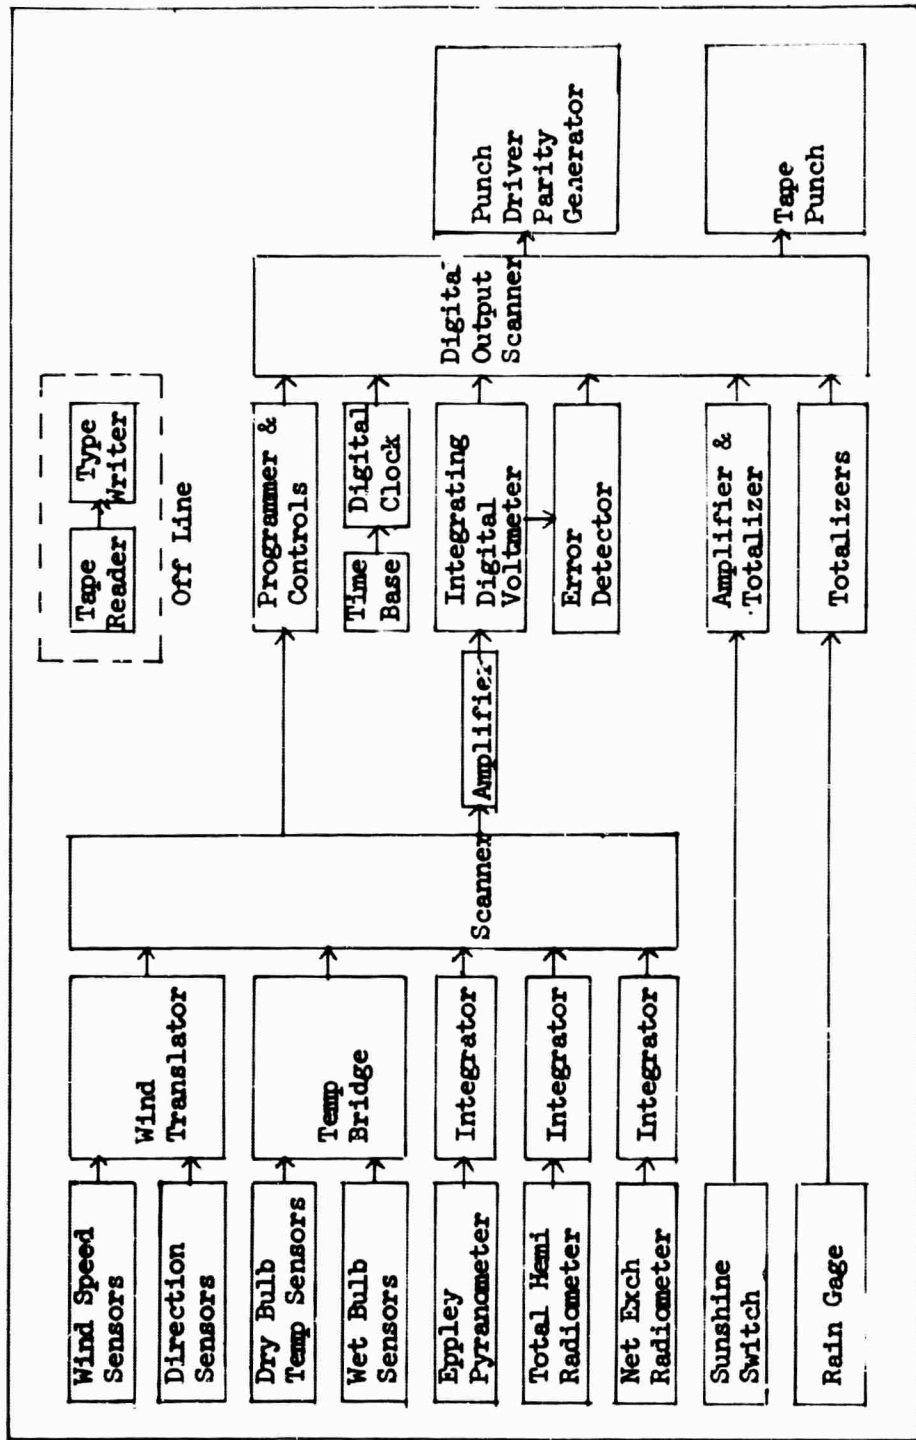 Wind Speed
Sensors
Direction
Sensors
Dry Bulb
Temp Sensors
Wet Bulb
Sensors
Eppley
Pyranometer
Total Hemi
Radiometer
Net Exch
Radiometer
Sunshine
Switch
Rain Gage
Wind
Translator
Temp
Bridge
Integrator
Integrator
Integrator
Scanner
Amplifier
Tape
Reader
Type
Writer
Off Line
Programmer &
Controls
Time
Base
Digital
Clock
Integrating
Digital
Voltmeter
Error
Detector
Amplifier &
Totalizer
Totalizers
Digital
Output
Scanner
Punch
Driver
Parity
Generator
Tape
Punch